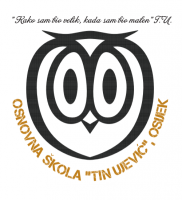 "Kako sam bio velik, kada sam bio malen" T.U.
OSNOVNA ŠKOLA "TIN UJEVIĆ", OSIJEK